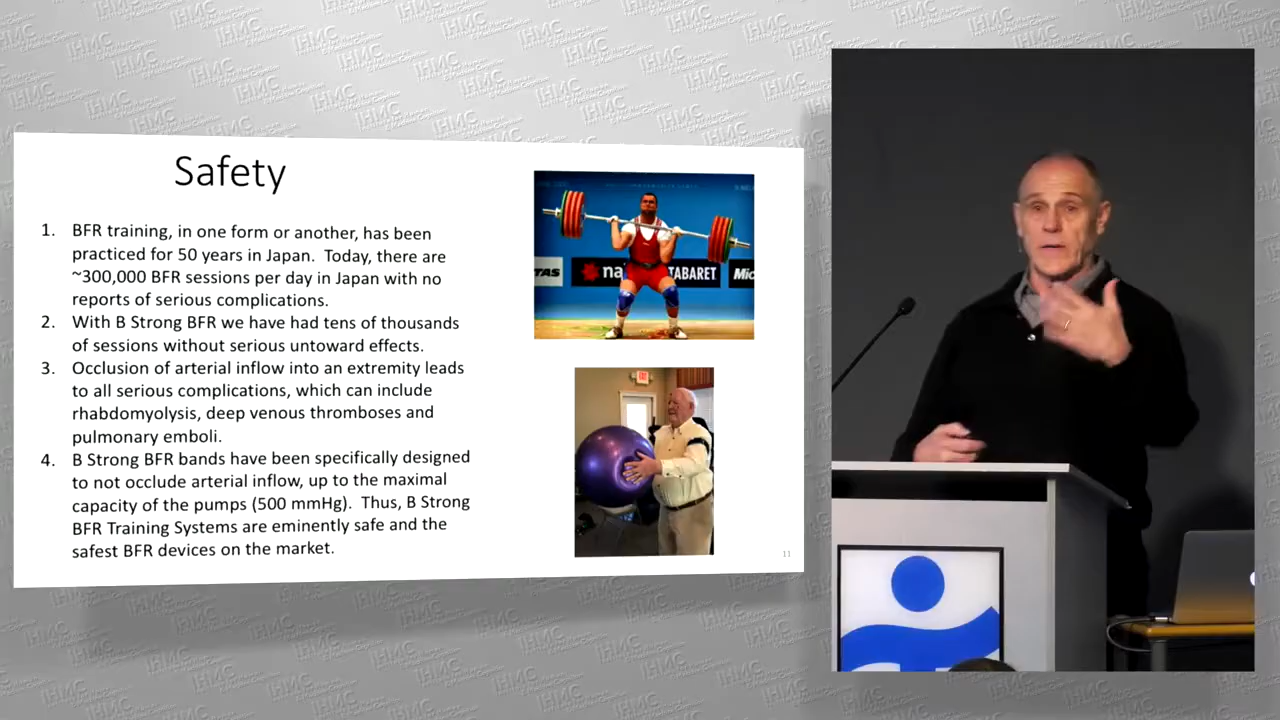 Safety
1. BFR training, in one form or another, has been
practiced for 50 years in Japan. Today, there are
~300,000 BFR sessions per day in Japan with no
reports of serious complications.
2. With B Strong BFR we have had tens of thousands
of sessions without serious untoward effects.
3. Occlusion of arterial inflow into an extremity leads
to all serious complications, which can include
rhabdomyolysis, deep venous thromboses and
pulmonary emboli.
4. B Strong BFR bands have been specifically designed
to not occlude arterial inflow, up to the maximal
capacity of the pumps (500 mmHg). Thus, B Strong
BFR Training Systems are eminently safe and the
safest BFR devices on the market.
TAS
na
TABARET
Mic
EXIT
11
IHMC